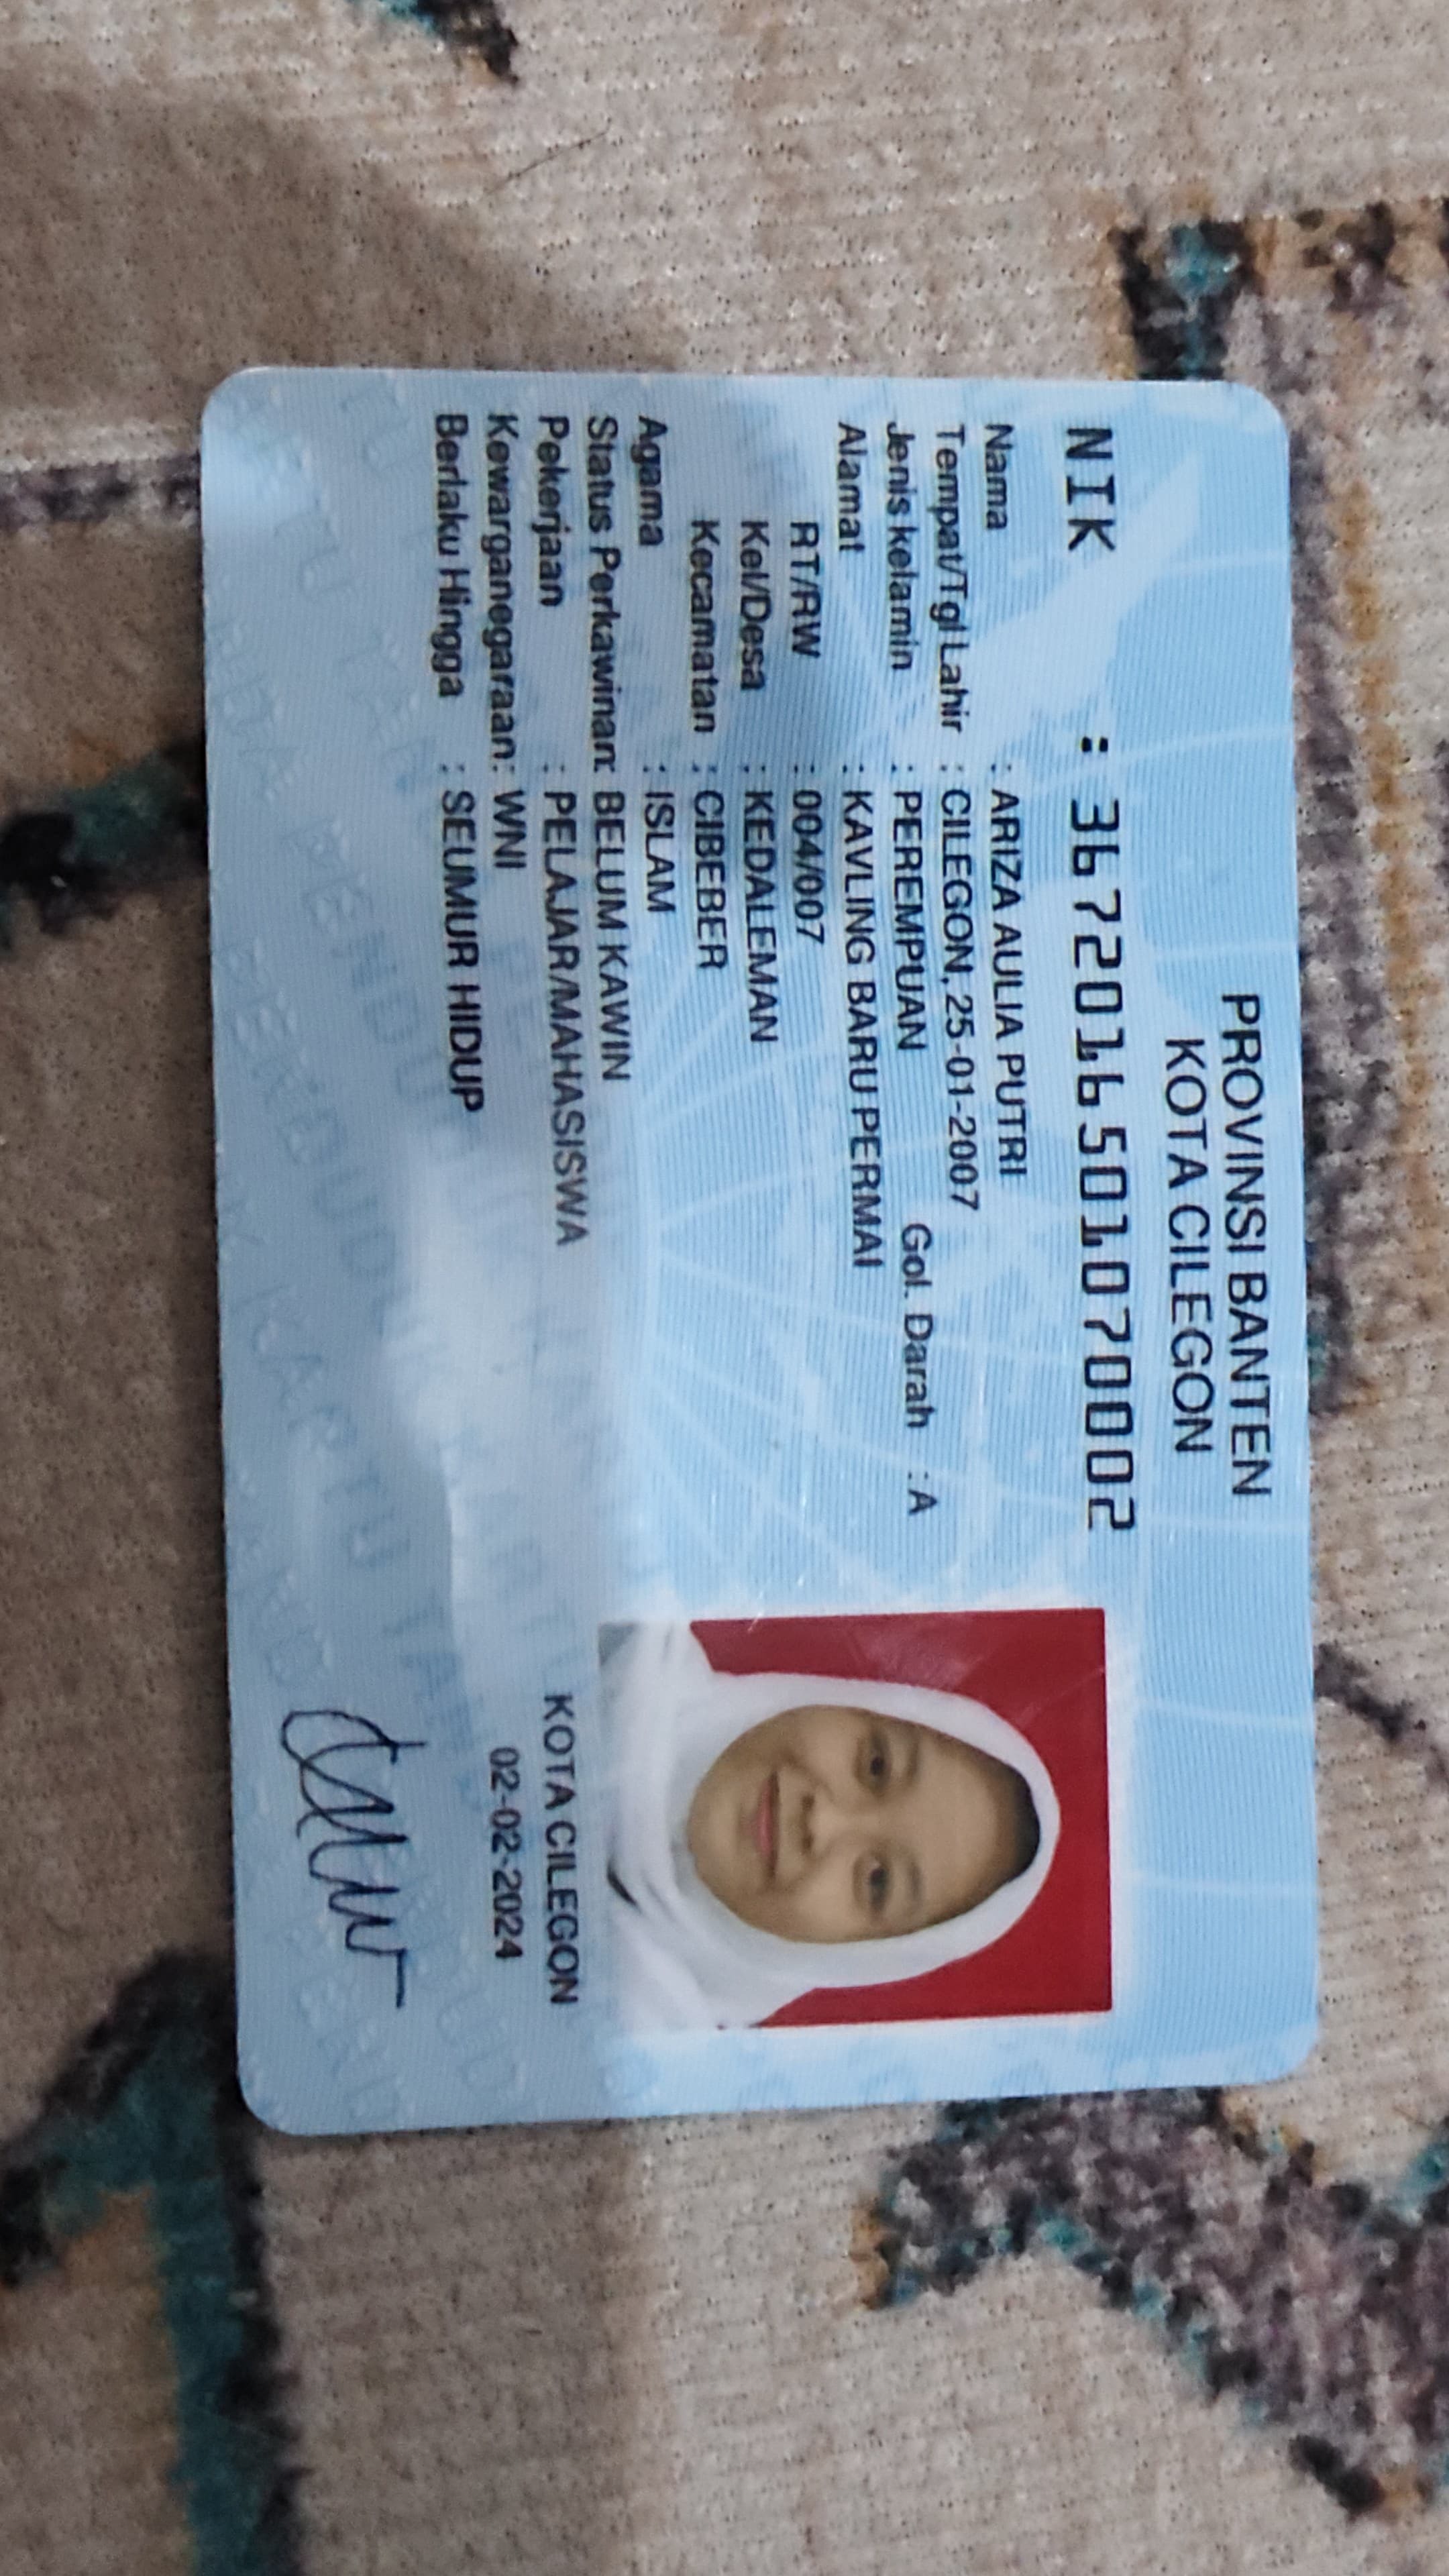 PROVINSI BANTEN
KOTA CILEGON
NIK : 3672016501070002
Nama : ARIZA AULIA PUTRI
Tempat/Tgl Lahir : CILEGON, 25-01-2007
Jenis kelamin : PEREMPUAN Gol. Darah : A
Alamat : KAVLING BARU PERMAI
RT/RW : 004/007
Kel/Desa : KEDALEMAN
Kecamatan : CIBEBER
Agama : ISLAM
Status Perkawinan: BELUM KAWIN
Pekerjaan : PELAJAR/MAHASISWA
Kewarganegaraan: WNI
Berlaku Hingga : SEUMUR HIDUP
KOTA CILEGON
02-02-2024